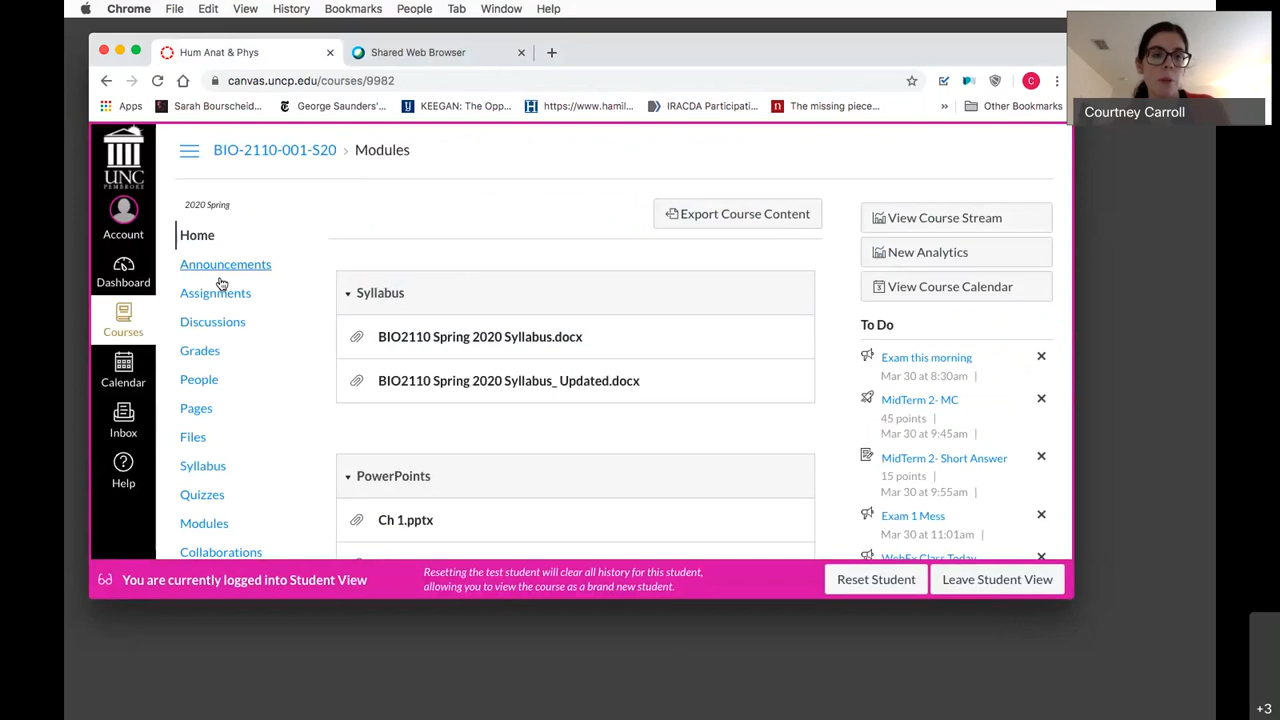 Chrome File Edit View History Bookmarks People Tab Window Help
Hum Anat & Phys
Shared Web Browser
canvas.uncp.edu/courses/9982
Apps
Sarah Bourscheid...
George Saunders'...
KEEGAN: The Opp...
https://www.hamil...
IRACDA Participati...
The missing piece...
Other Bookmarks
Courtney Carroll
UNC
PEMBROKE
Account
Dashboard
Courses
Calendar
Inbox
Help
BIO-2110-001-S20 › Modules
2020 Spring
Home
Announcements
Assignments
Discussions
Grades
People
Pages
Files
Syllabus
Quizzes
Modules
Collaborations
Export Course Content
Syllabus
BIO2110 Spring 2020 Syllabus.docx
BIO2110 Spring 2020 Syllabus_ Updated.docx
PowerPoints
Ch 1.pptx
View Course Stream
New Analytics
View Course Calendar
To Do
Exam this morning
Mar 30 at 8:30am |
MidTerm 2- MC
45 points |
Mar 30 at 9:45am |
MidTerm 2- Short Answer
15 points |
Mar 30 at 9:55am |
Exam 1 Mess
Mar 30 at 11:01am |
WebEx Class Today
You are currently logged into Student View
Resetting the test student will clear all history for this student,
allowing you to view the course as a brand new student.
Reset Student
Leave Student View
+3